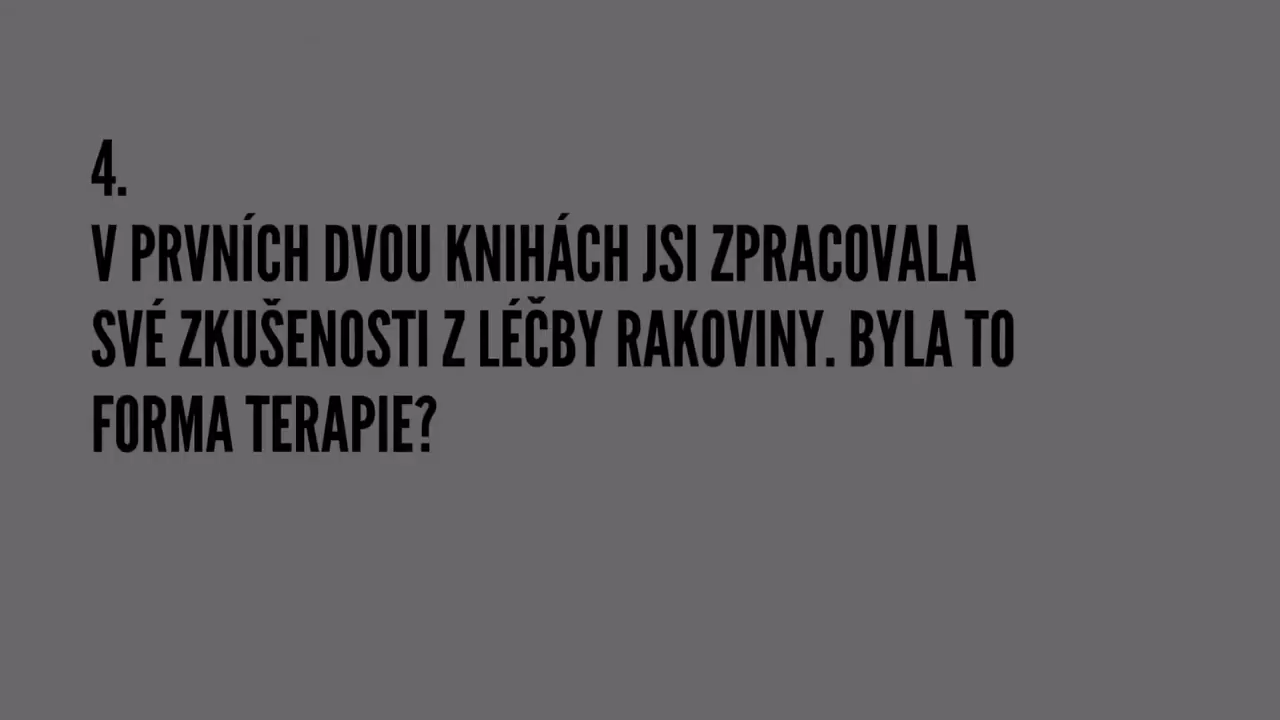 4.
V PRVNÍCH DVOU KNIHÁCH JSI ZPRACOVALA
SVÉ ZKUŠENOSTI Z LÉČBY RAKOVINY. BYLA TO
FORMA TERAPIE?